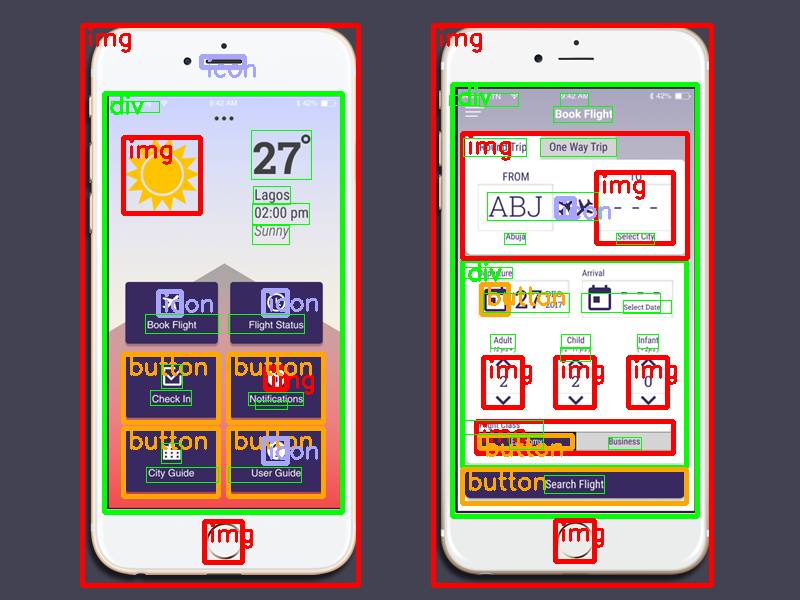 img
icon
div
9:42 AM
42%
img
27°
Lagos
02:00 pm
Sunny
icon
icon
Book Flight
Flight Status
button
button
img
Check In
Notifications
button
button
icon
City Guide
User Guide
img
img
div
9:42 AM
42%
Book Flight
img
Round Trip
One Way Trip
FROM
TO
img
ABJ
icon
- - -
Abuja
Select City
div
Departure
Arrival
button
27
2017
- - -
Select Date
Adult
Child
Infant
img
img
img
2
2
0
Flight Class
img
Economy
Business
button
button
Search Flight
img